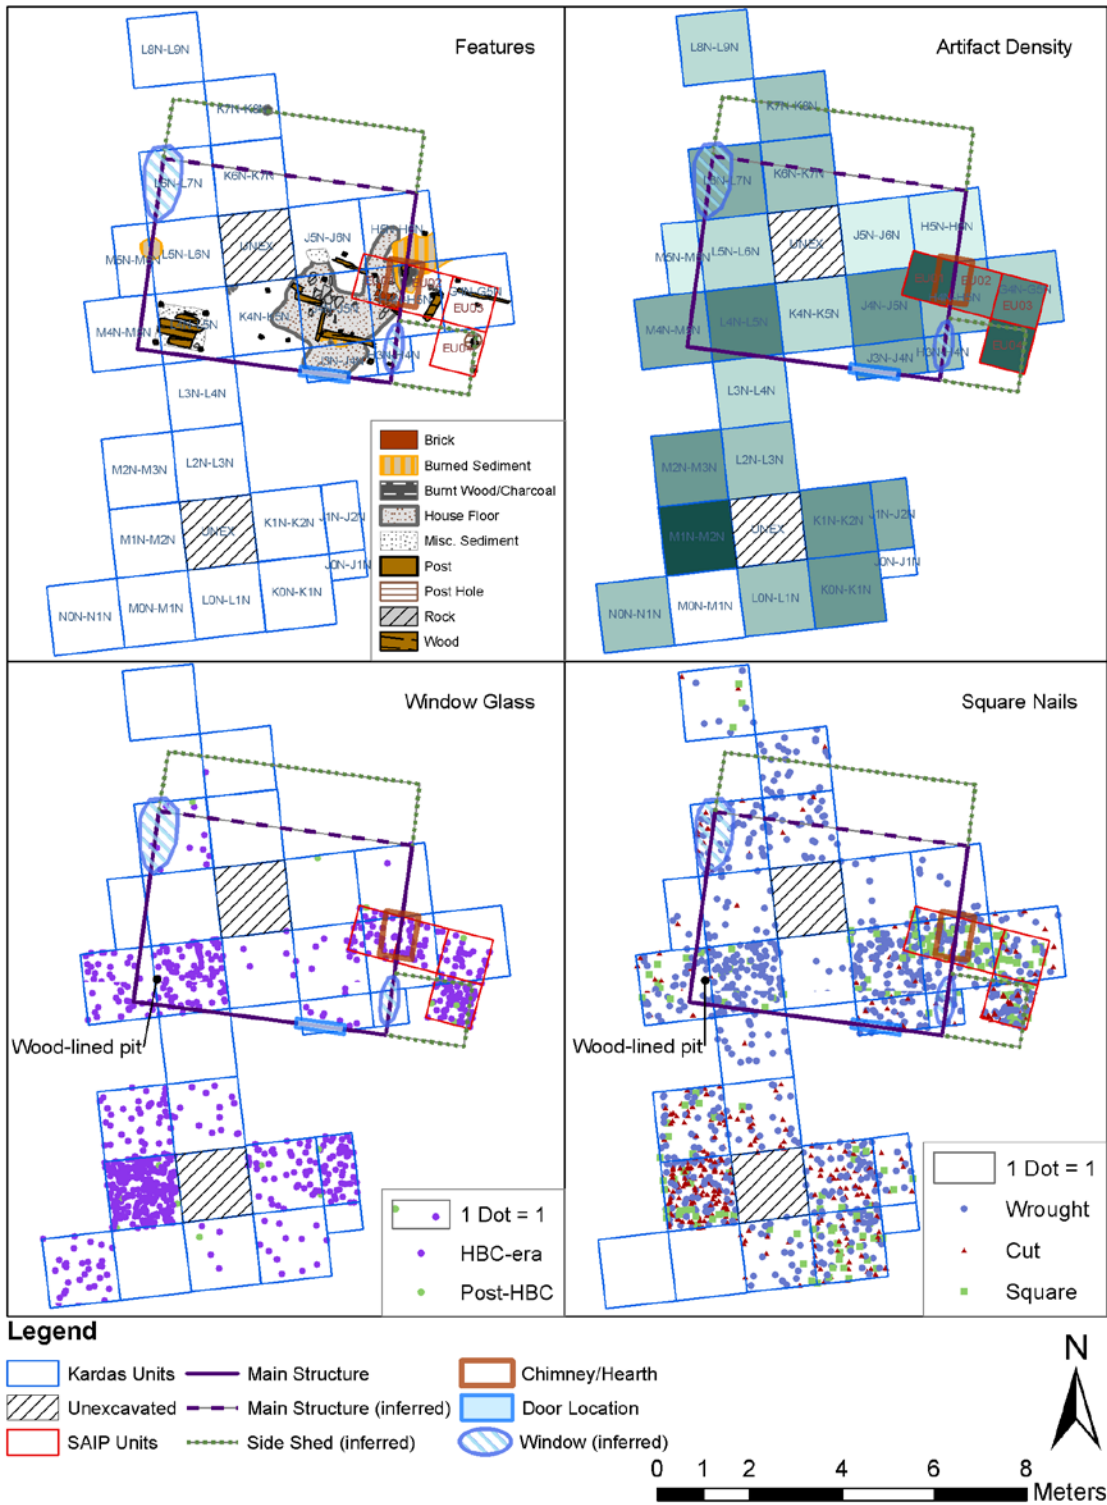 Features
L8N-L9N
K7N-K8N
L6N-L7N
K6N-K7N
M5N-M6N
L5N-L6N
UNEX
J5N-J6N
H5N-H6N
EU02
G4N-G5N
EU03
M4N-M5N
K4N-K5N
J3N-J4N
H3N-H4N
L3N-L4N
M2N-M3N
L2N-L3N
M1N-M2N
UNEX
K1N-K2N
J1N-J2N
J0N-J1N
N0N-N1N
M0N-M1N
L0N-L1N
K0N-K1N
Brick
Burned Sediment
Burnt Wood/Charcoal
House Floor
Misc. Sediment
Post
Post Hole
Rock
Wood
Artifact Density
L8N-L9N
K7N-K8N
L6N-L7N
K6N-K7N
M5N-M6N
L5N-L6N
UNEX
J5N-J6N
H5N-H6N
EU02
G4N-G5N
EU03
M4N-M5N
L4N-L5N
K4N-K5N
J4N-J5N
J3N-J4N
H3N-H4N
L3N-L4N
M2N-M3N
L2N-L3N
M1N-M2N
UNEX
K1N-K2N
J1N-J2N
J0N-J1N
N0N-N1N
M0N-M1N
L0N-L1N
K0N-K1N
Window Glass
Wood-lined pit
1 Dot = 1
HBC-era
Post-HBC
Square Nails
Wood-lined pit
1 Dot = 1
Wrought
Cut
Square
Legend
Kardas Units
Main Structure
Chimney/Hearth
Unexcavated
Main Structure (inferred)
Door Location
SAIP Units
Side Shed (inferred)
Window (inferred)
N
0 1 2 4 6 8
Meters